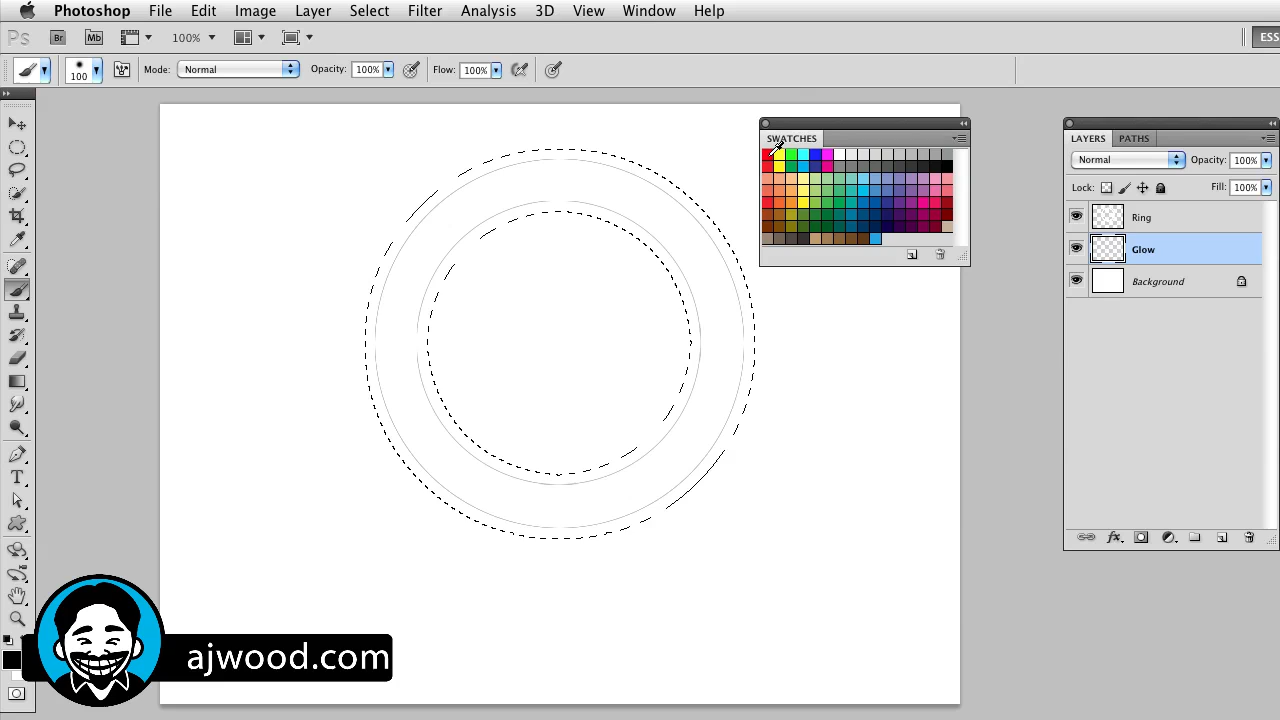 Photoshop File Edit Image Layer Select Filter Analysis 3D View Window Help
Ps Br Mb 100% ESS
100 Mode: Normal Opacity: 100% Flow: 100%
SWATCHES
LAYERS PATHS
Normal Opacity: 100%
Lock: Fill: 100%
Ring
Glow
Background
fx
T
ajwood.com